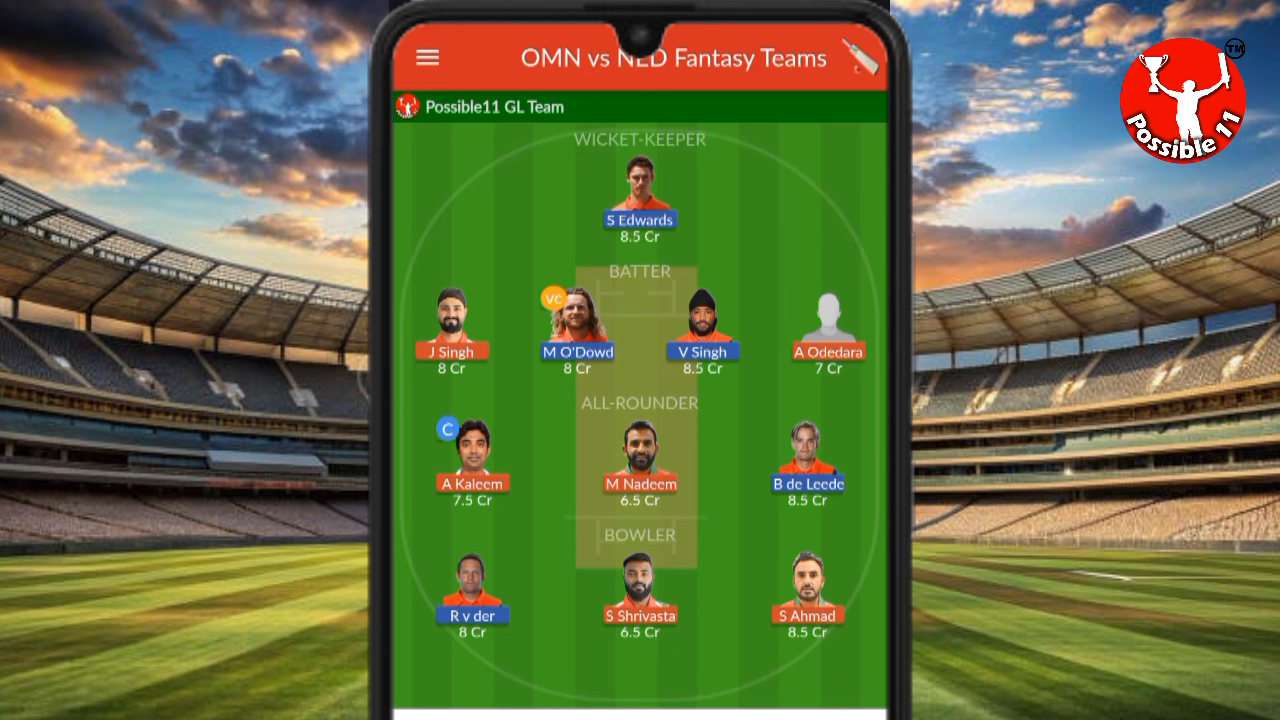 OMN vs NED Fantasy Teams
Possible11 GL Team
WICKET-KEEPER
S Edwards
8.5 Cr
BATTER
VC
J Singh
M O'Dowd
V Singh
A Odedara
8 Cr
8 Cr
8.5 Cr
7 Cr
ALL-ROUNDER
C
A Kaleem
M Nadeem
B de Leede
7.5 Cr
6.5 Cr
8.5 Cr
BOWLER
R v der
S Shrivasta
S Ahmad
8 Cr
6.5 Cr
8.5 Cr
TM
Possible 11